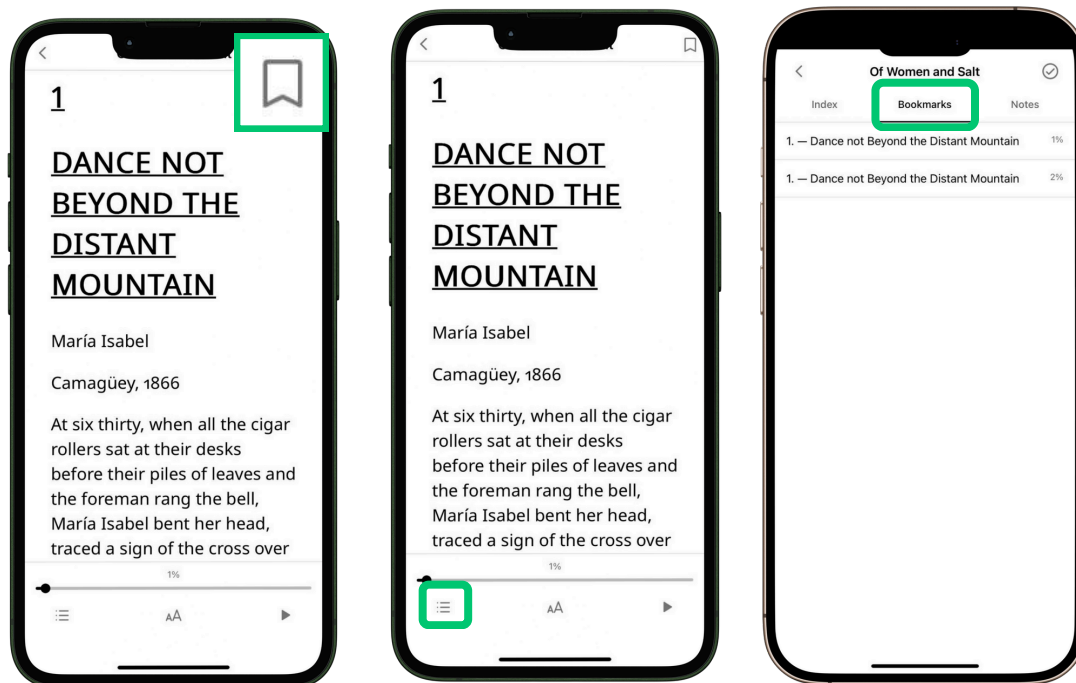 1
DANCE NOT
BEYOND THE
DISTANT
MOUNTAIN
María Isabel
Camagüey, 1866
At six thirty, when all the cigar
rollers sat at their desks
before their piles of leaves and
the foreman rang the bell,
María Isabel bent her head,
traced a sign of the cross over
1%
AA
1
DANCE NOT
BEYOND THE
DISTANT
MOUNTAIN
María Isabel
Camagüey, 1866
At six thirty, when all the cigar
rollers sat at their desks
before their piles of leaves and
the foreman rang the bell,
María Isabel bent her head,
traced a sign of the cross over
1%
AA
Of Women and Salt
Index Bookmarks Notes
1. — Dance not Beyond the Distant Mountain 1%
1. — Dance not Beyond the Distant Mountain 2%